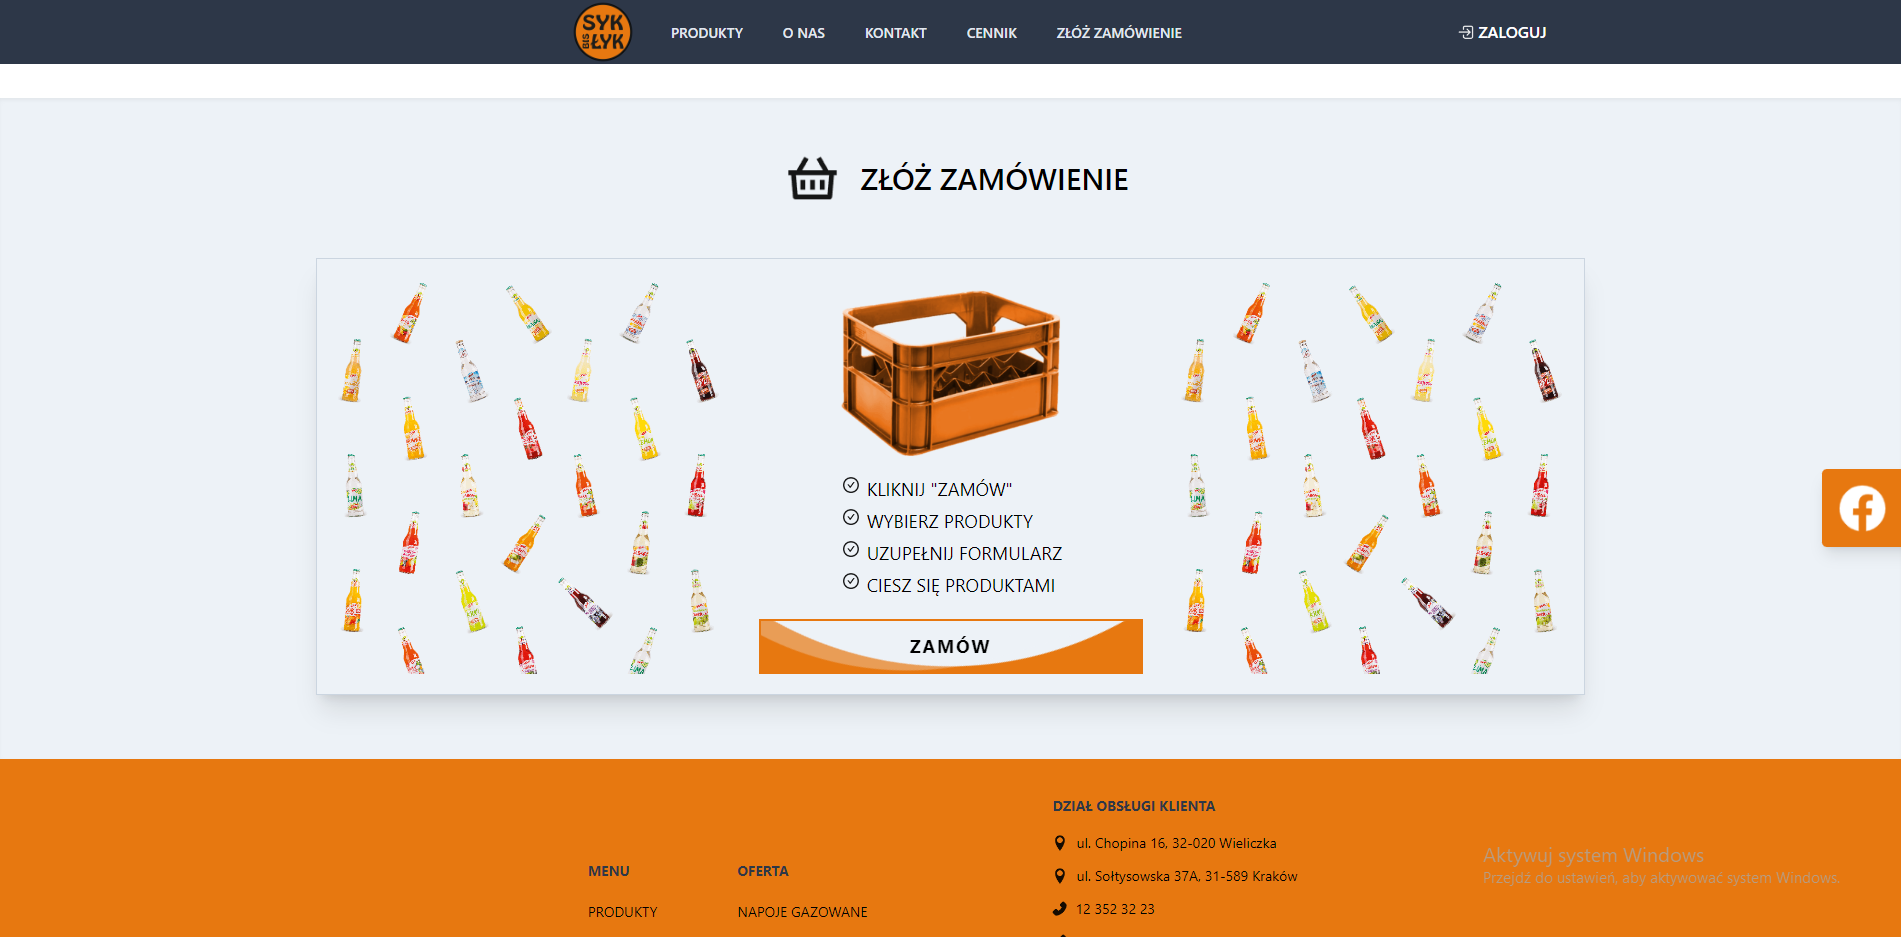 SYK
BIS
ŁYK
PRODUKTY
O NAS
KONTAKT
CENNIK
ZŁÓŻ ZAMÓWIENIE
ZALOGUJ
ZŁÓŻ ZAMÓWIENIE
KLIKNIJ "ZAMÓW"
WYBIERZ PRODUKTY
UZUPEŁNIJ FORMULARZ
CIESZ SIĘ PRODUKTAMI
ZAMÓW
MENU
PRODUKTY
OFERTA
NAPOJE GAZOWANE
DZIAŁ OBSŁUGI KLIENTA
ul. Chopina 16, 32-020 Wieliczka
ul. Sołtysowska 37A, 31-589 Kraków
12 352 32 23
Aktywuj system Windows
Przejdź do ustawień, aby aktywować system Windows.